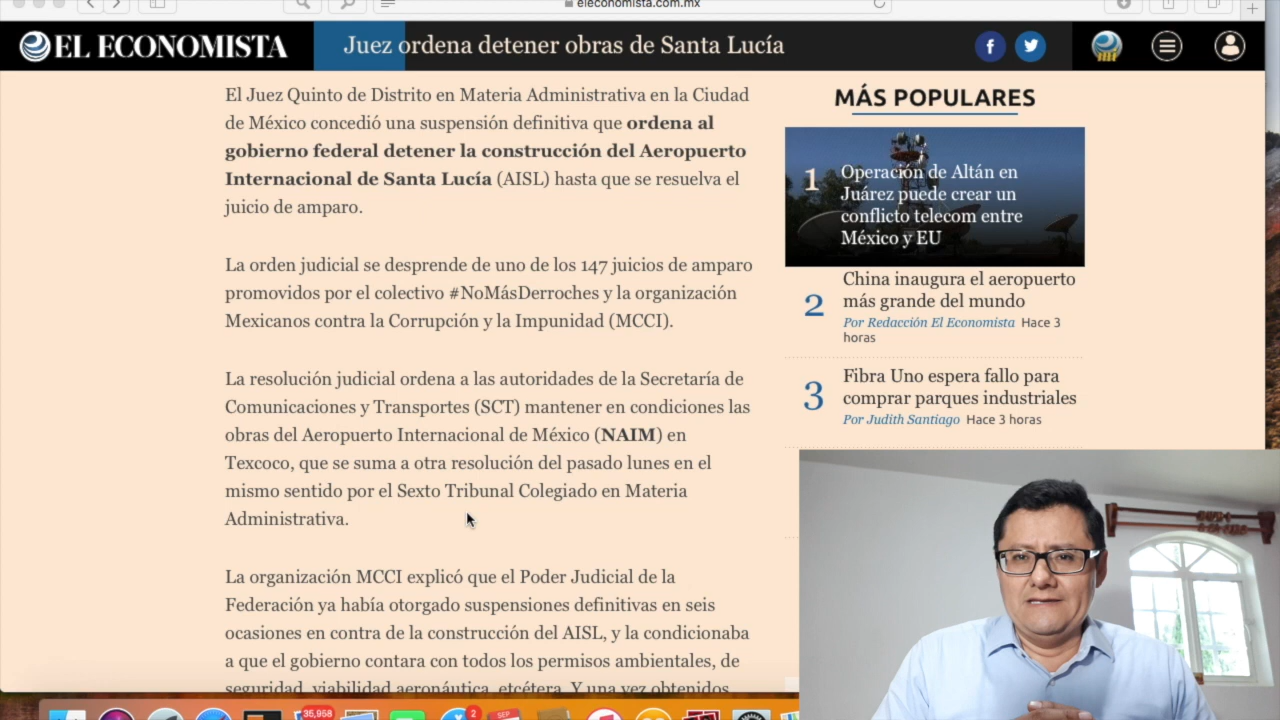 eleconomista.com.mx
EL ECONOMISTA
Juez ordena detener obras de Santa Lucía
El Juez Quinto de Distrito en Materia Administrativa en la Ciudad
de México concedió una suspensión definitiva que ordena al
gobierno federal detener la construcción del Aeropuerto
Internacional de Santa Lucía (AISL) hasta que se resuelva el
juicio de amparo.
La orden judicial se desprende de uno de los 147 juicios de amparo
promovidos por el colectivo #NoMásDerroches y la organización
Mexicanos contra la Corrupción y la Impunidad (MCCI).
La resolución judicial ordena a las autoridades de la Secretaría de
Comunicaciones y Transportes (SCT) mantener en condiciones las
obras del Aeropuerto Internacional de México (NAIM) en
Texcoco, que se suma a otra resolución del pasado lunes en el
mismo sentido por el Sexto Tribunal Colegiado en Materia
Administrativa.
La organización MCCI explicó que el Poder Judicial de la
Federación ya había otorgado suspensiones definitivas en seis
ocasiones en contra de la construcción del AISL, y la condicionaba
a que el gobierno contara con todos los permisos ambientales, de
seguridad, viabilidad aeronáutica, etcétera. Y una vez obtenidos
MÁS POPULARES
1
Operación de Altán en
Juárez puede crear un
conflicto telecom entre
México y EU
2
China inaugura el aeropuerto
más grande del mundo
Por Redacción El Economista Hace 3
horas
3
Fibra Uno espera fallo para
comprar parques industriales
Por Judith Santiago Hace 3 horas
35,958
SEP
2